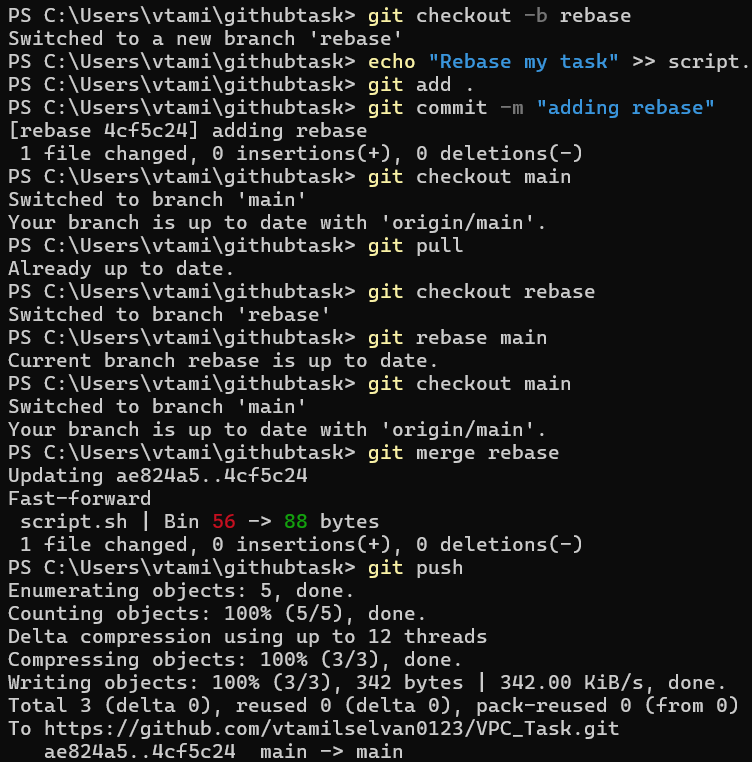 PS C:\Users\vtami\githubtask> git checkout -b rebase
Switched to a new branch 'rebase'
PS C:\Users\vtami\githubtask> echo "Rebase my task" >> script.
PS C:\Users\vtami\githubtask> git add .
PS C:\Users\vtami\githubtask> git commit -m "adding rebase"
[rebase 4cf5c24] adding rebase
 1 file changed, 0 insertions(+), 0 deletions(-)
PS C:\Users\vtami\githubtask> git checkout main
Switched to branch 'main'
Your branch is up to date with 'origin/main'.
PS C:\Users\vtami\githubtask> git pull
Already up to date.
PS C:\Users\vtami\githubtask> git checkout rebase
Switched to branch 'rebase'
PS C:\Users\vtami\githubtask> git rebase main
Current branch rebase is up to date.
PS C:\Users\vtami\githubtask> git checkout main
Switched to branch 'main'
Your branch is up to date with 'origin/main'.
PS C:\Users\vtami\githubtask> git merge rebase
Updating ae824a5..4cf5c24
Fast-forward
 script.sh | Bin 56 -> 88 bytes
 1 file changed, 0 insertions(+), 0 deletions(-)
PS C:\Users\vtami\githubtask> git push
Enumerating objects: 5, done.
Counting objects: 100% (5/5), done.
Delta compression using up to 12 threads
Compressing objects: 100% (3/3), done.
Writing objects: 100% (3/3), 342 bytes | 342.00 KiB/s, done.
Total 3 (delta 0), reused 0 (delta 0), pack-reused 0 (from 0)
To https://github.com/vtamilselvan0123/VPC_Task.git
   ae824a5..4cf5c24  main -> main